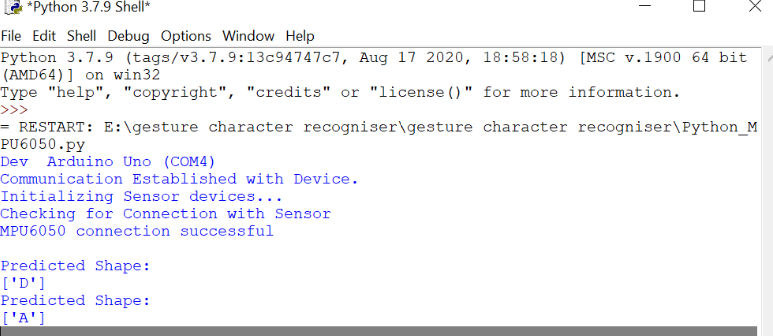 *Python 3.7.9 Shell*
File Edit Shell Debug Options Window Help
Python 3.7.9 (tags/v3.7.9:13c94747c7, Aug 17 2020, 18:58:18) [MSC v.1900 64 bit
(AMD64)] on win32
Type "help", "copyright", "credits" or "license()" for more information.
>>>
= RESTART: E:\gesture character recogniser\gesture character recogniser\Python_M
PU6050.py
Dev  Arduino Uno (COM4)
Communication Established with Device.
Initializing Sensor devices...
Checking for Connection with Sensor
MPU6050 connection successful
Predicted Shape:
['D']
Predicted Shape:
['A']